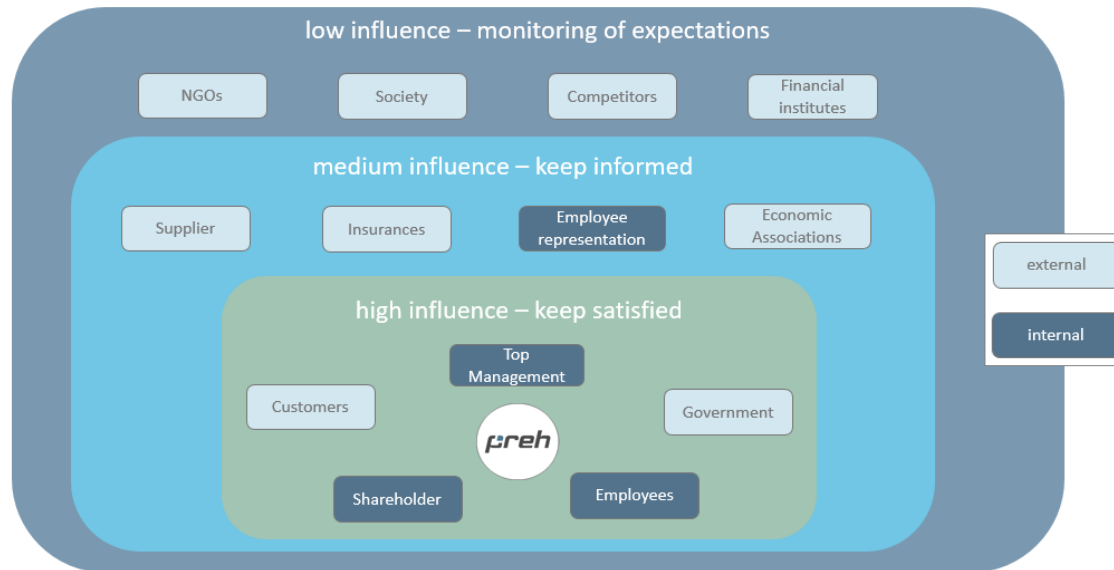 low influence – monitoring of expectations
NGOs
Society
Competitors
Financial
institutes
medium influence – keep informed
Supplier
Insurances
Employee
representation
Economic
Associations
external
internal
high influence – keep satisfied
Top
Management
Customers
Government
preh
Shareholder
Employees